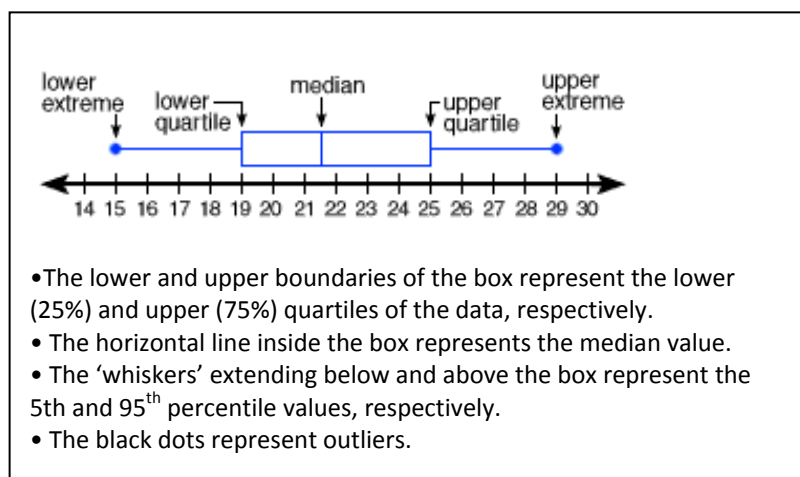 lower
extreme
lower
quartile
median
upper
quartile
upper
extreme
14 15 16 17 18 19 20 21 22 23 24 25 26 27 28 29 30
•The lower and upper boundaries of the box represent the lower
(25%) and upper (75%) quartiles of the data, respectively.
• The horizontal line inside the box represents the median value.
• The ‘whiskers’ extending below and above the box represent the
5th and 95th percentile values, respectively.
• The black dots represent outliers.